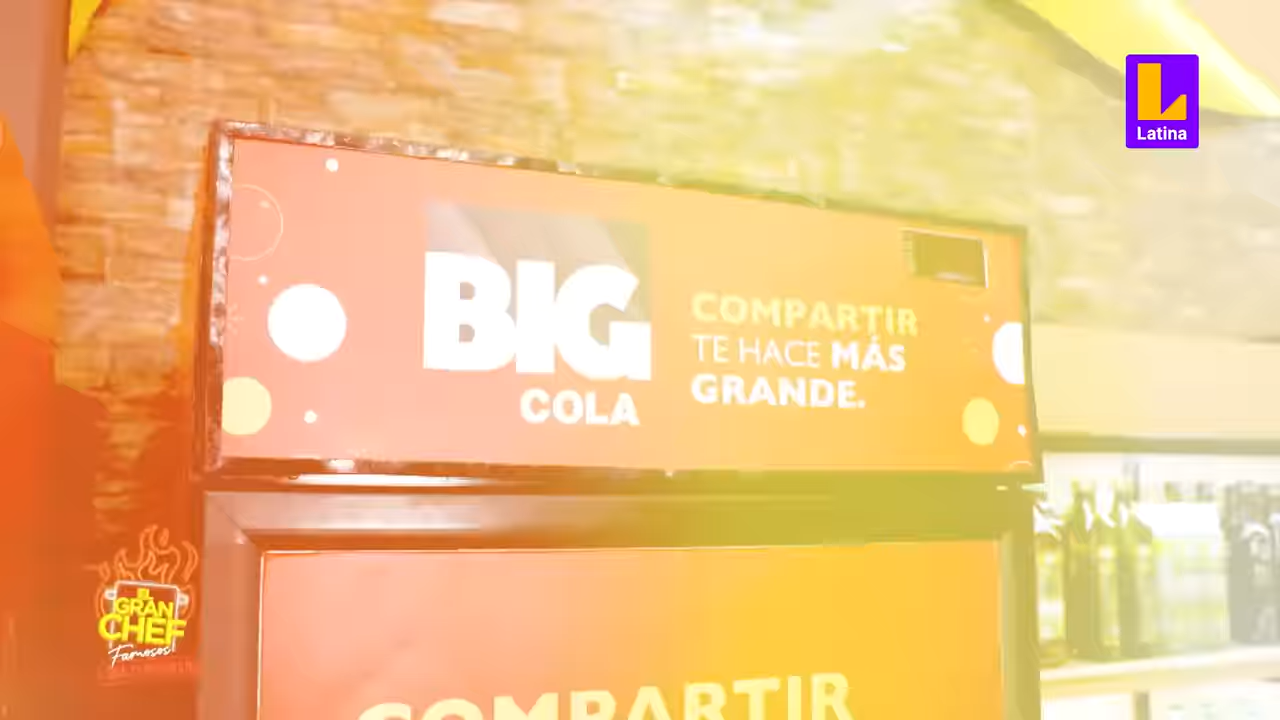 Latina
BIG
COLA
COMPARTIR
TE HACE MÁS
GRANDE.
EL
GRAN
CHEF
Famosos
COMPARTIR